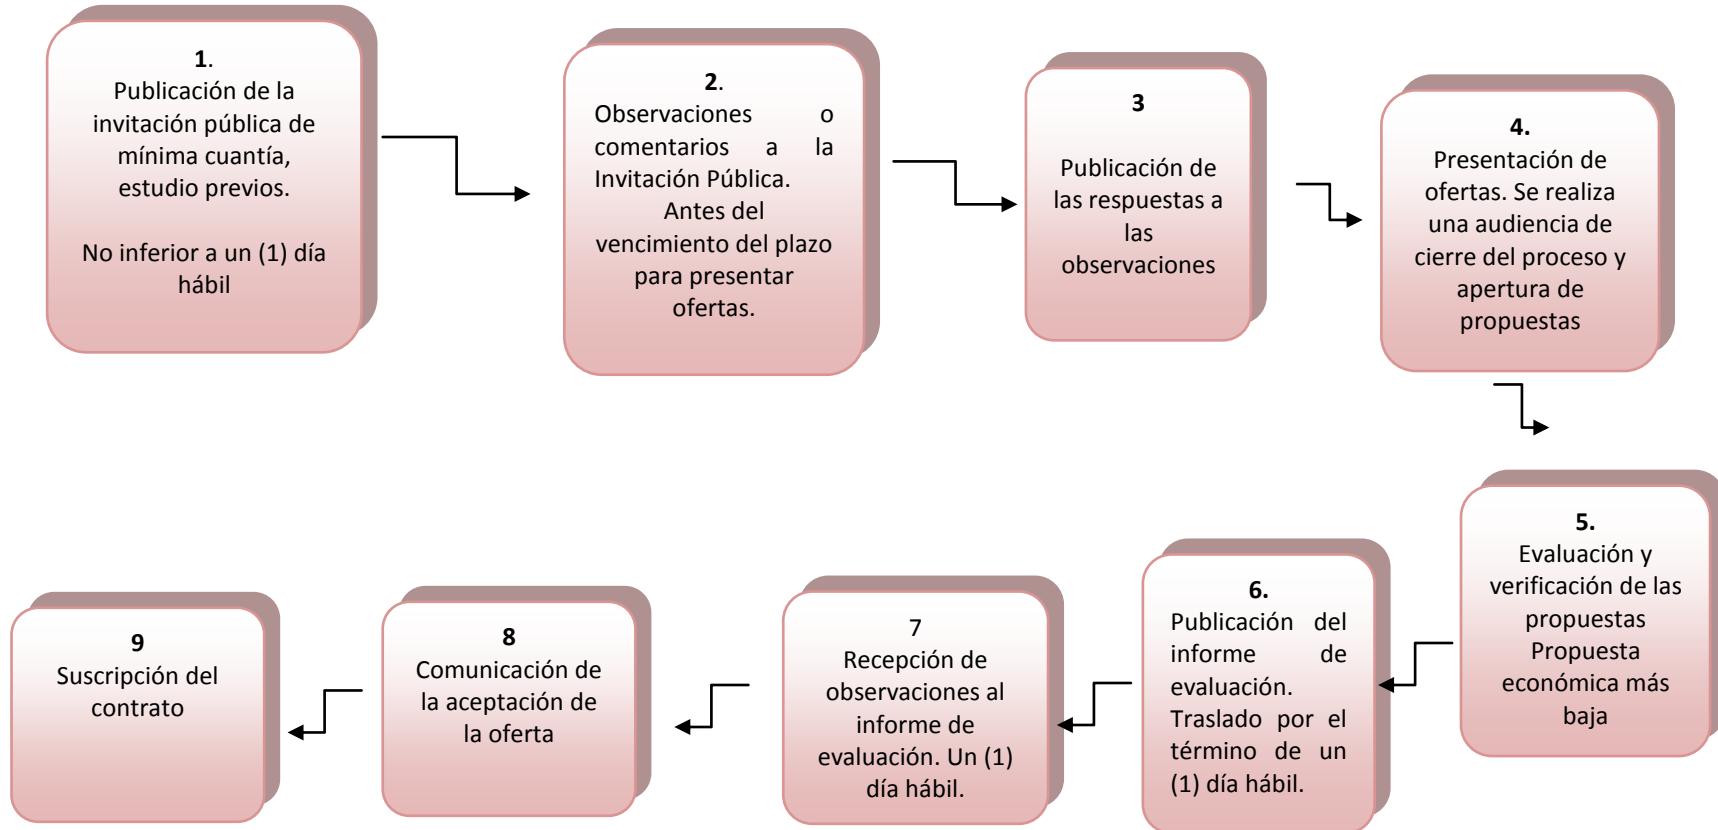 1.
Publicación de la
invitación pública de
mínima cuantía,
estudio previos.
No inferior a un (1) día
hábil
2.
Observaciones o
comentarios a la
Invitación Pública.
Antes del
vencimiento del plazo
para presentar
ofertas.
3
Publicación de
las respuestas a
las
observaciones
4.
Presentación de
ofertas. Se realiza
una audiencia de
cierre del proceso y
apertura de
propuestas
5.
Evaluación y
verificación de las
propuestas
Propuesta
económica más
baja
6.
Publicación del
informe de
evaluación.
Traslado por el
término de un
(1) día hábil.
7
Recepción de
observaciones al
informe de
evaluación. Un (1)
día hábil.
8
Comunicación de
la aceptación de
la oferta
9
Suscripción del
contrato